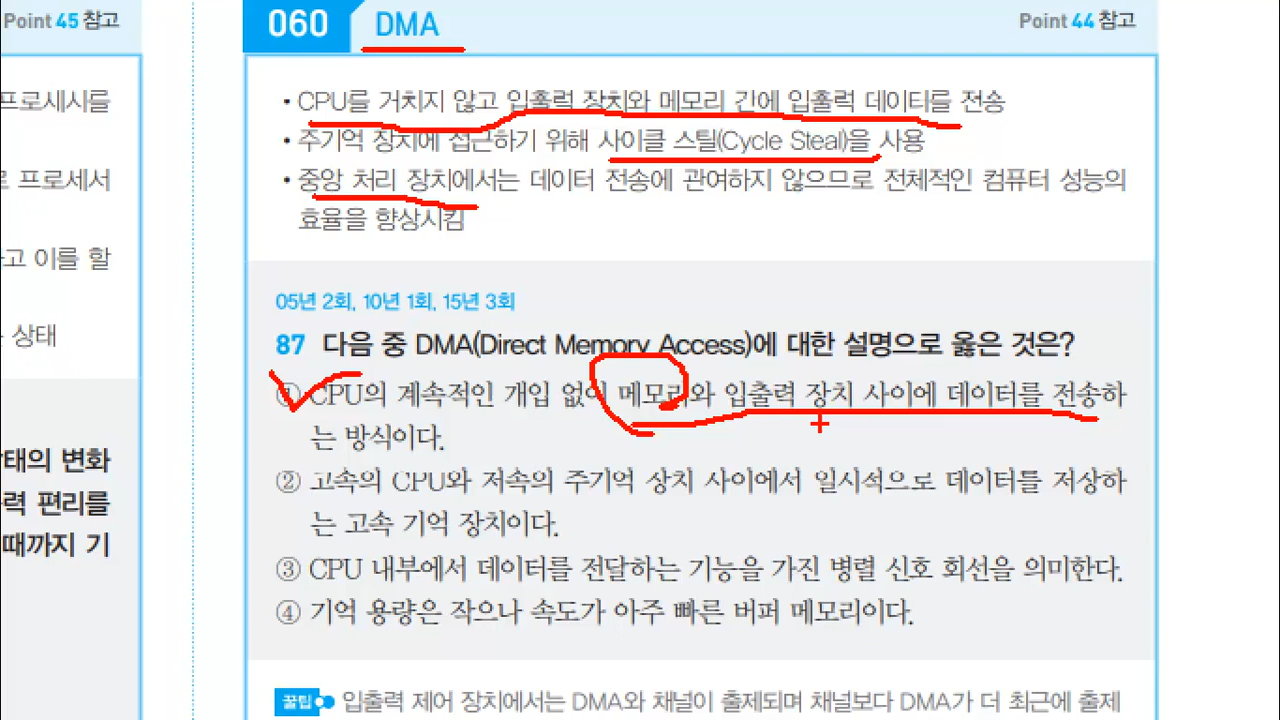 Point 45 참고
프로세시를
로 프로세서
고 이를 할
상태
태의 변화
력 편리를
때까지 기
060 DMA Point 44 참고
• CPU를 거치지 않고 입출력 장치와 메모리 간에 입출력 데이터를 전송
• 주기억 장치에 접근하기 위해 사이클 스틸(Cycle Steal)을 사용
• 중앙 처리 장치에서는 데이터 전송에 관여하지 않으므로 전체적인 컴퓨터 성능의
효율을 향상시킴
05년 2회, 10년 1회, 15년 3회
87 다음 중 DMA(Direct Memory Access)에 대한 설명으로 옳은 것은?
① CPU의 계속적인 개입 없이 메모리와 입출력 장치 사이에 데이터를 전송하
는 방식이다.
② 고속의 CPU와 저속의 주기억 장치 사이에서 일시적으로 데이터를 저장하
는 고속 기억 장치이다.
③ CPU 내부에서 데이터를 전달하는 기능을 가진 병렬 신호 회선을 의미한다.
④ 기억 용량은 작으나 속도가 아주 빠른 버퍼 메모리이다.
꿀팁 입출력 제어 장치에서는 DMA와 채널이 출제되며 채널보다 DMA가 더 최근에 출제